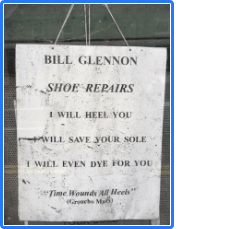 BILL GLENNON
SHOE REPAIRS
I WILL HEEL YOU
I WILL SAVE YOUR SOLE
I WILL EVEN DYE FOR YOU
"Time Wounds All Heels"
(Groucho Marx)